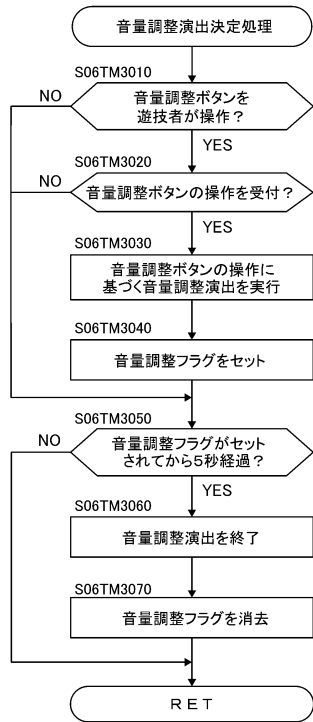 音量調整演出決定処理
S06TM3010
NO
音量調整ボタンを
遊技者が操作？
YES
S06TM3020
NO
音量調整ボタンの操作を受付？
YES
S06TM3030
音量調整ボタンの操作に
基づく音量調整演出を実行
S06TM3040
音量調整フラグをセット
S06TM3050
NO
音量調整フラグがセット
されてから5秒経過？
YES
S06TM3060
音量調整演出を終了
S06TM3070
音量調整フラグを消去
ＲＥＴ